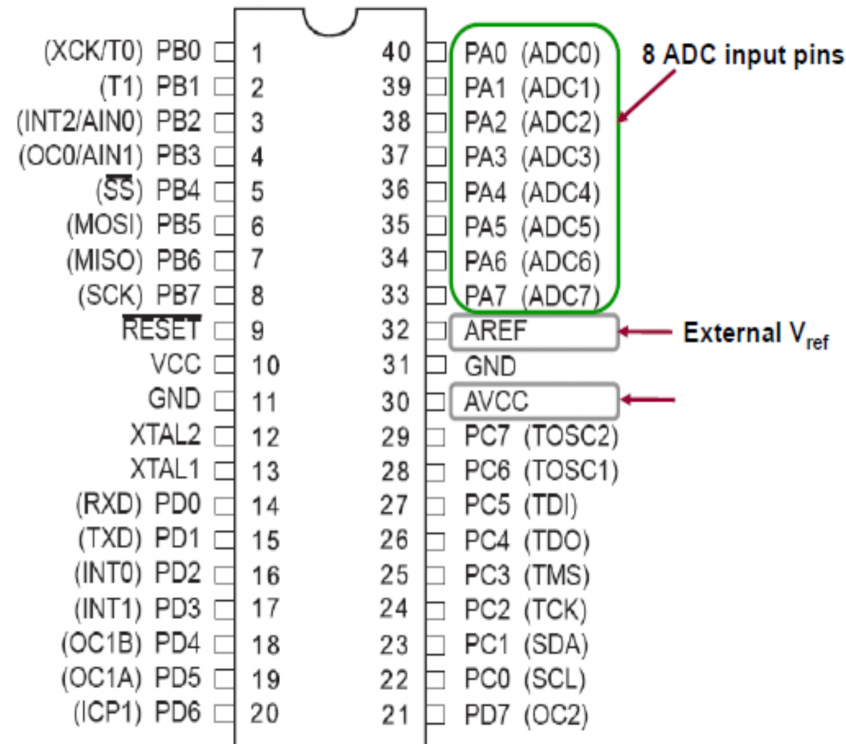 (XCK/T0) PB0 1 40 PA0 (ADC0) 8 ADC input pins
(T1) PB1 2 39 PA1 (ADC1)
(INT2/AIN0) PB2 3 38 PA2 (ADC2)
(OC0/AIN1) PB3 4 37 PA3 (ADC3)
(SS) PB4 5 36 PA4 (ADC4)
(MOSI) PB5 6 35 PA5 (ADC5)
(MISO) PB6 7 34 PA6 (ADC6)
(SCK) PB7 8 33 PA7 (ADC7)
RESET 9 32 AREF External Vref
VCC 10 31 GND
GND 11 30 AVCC
XTAL2 12 29 PC7 (TOSC2)
XTAL1 13 28 PC6 (TOSC1)
(RXD) PD0 14 27 PC5 (TDI)
(TXD) PD1 15 26 PC4 (TDO)
(INT0) PD2 16 25 PC3 (TMS)
(INT1) PD3 17 24 PC2 (TCK)
(OC1B) PD4 18 23 PC1 (SDA)
(OC1A) PD5 19 22 PC0 (SCL)
(ICP1) PD6 20 21 PD7 (OC2)